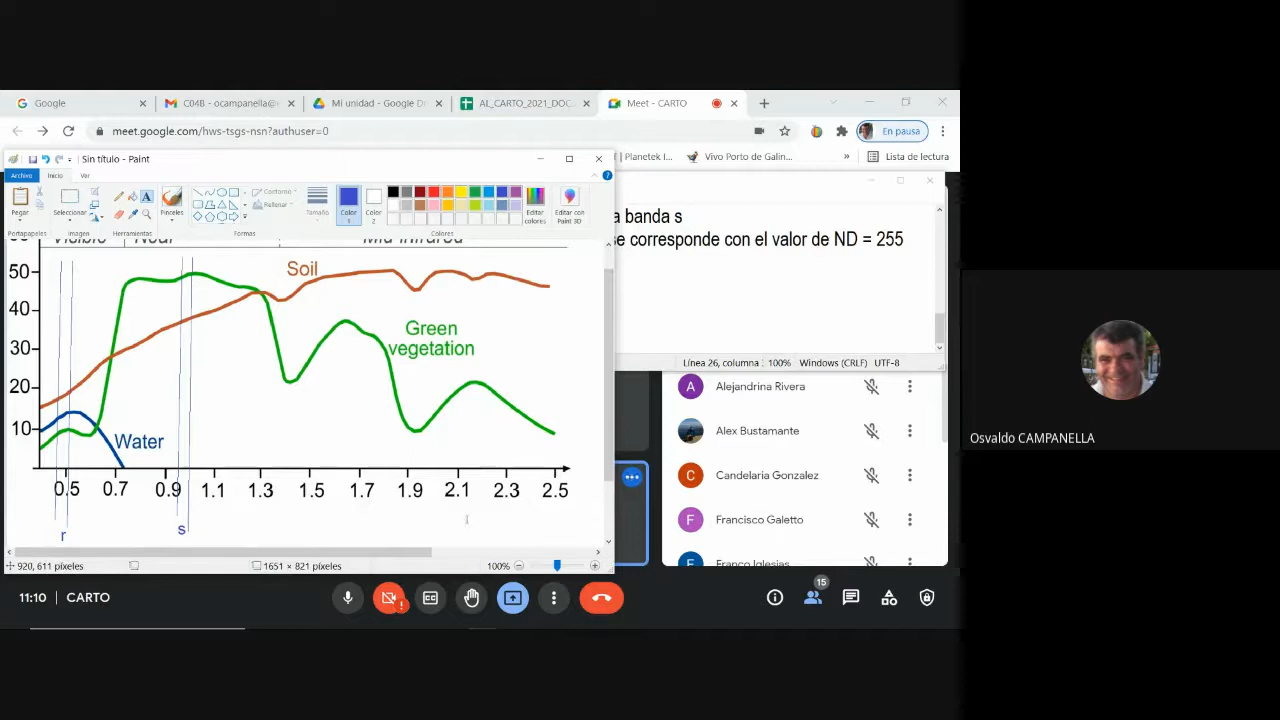 Google
C04B - ocampanella@
Mi unidad - Google Dr
AL_CARTO_2021_DOC.
Meet - CARTO
meet.google.com/hws-tsgs-nsn?authuser=0
En pausa
Planetek I
Vivo Porto de Galin...
»
Lista de lectura
Sin título - Paint
Archivo
Inicio
Ver
Pegar
Seleccionar
Pinceles
Contorno
Rellenar
Tamaño
Color
1
Color
2
Editar
colores
Editar con
Paint 3D
Portapapeles
Imagen
Herramientas
Formas
Colores
a banda s
se corresponde con el valor de ND = 255
Visible
Near
Mid Infrared
50
40
30
20
10
Soil
Green
vegetation
Water
0.5 0.7 0.9 1.1 1.3 1.5 1.7 1.9 2.1 2.3 2.5
r
s
920, 611 píxeles
1651 × 821 píxeles
100%
Línea 26, columna
100%
Windows (CRLF)
UTF-8
A
Alejandrina Rivera
Alex Bustamante
C
Candelaria Gonzalez
F
Francisco Galetto
Franco Iglesias
11:10 | CARTO
15
Osvaldo CAMPANELLA